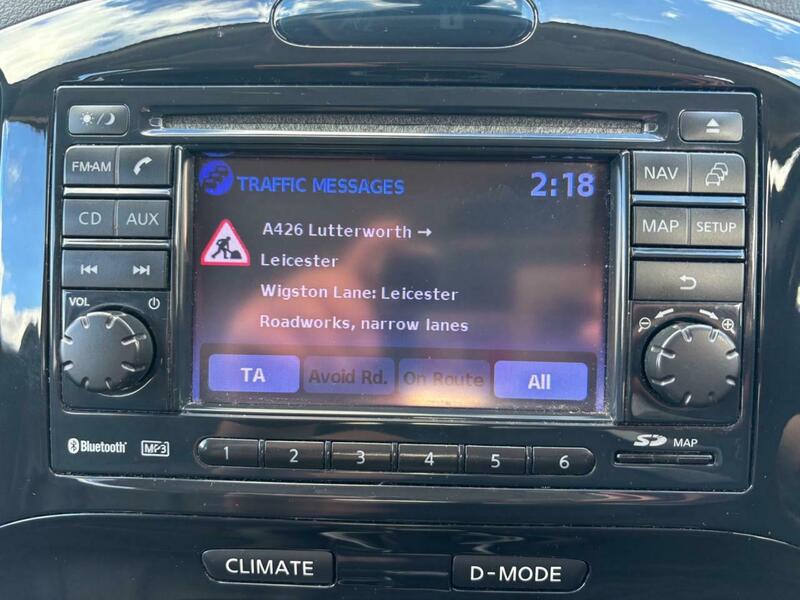 TRAFFIC MESSAGES 2:18
FM·AM
NAV
A426 Lutterworth →
CD AUX
MAP SETUP
Leicester
Wigston Lane: Leicester
VOL
Roadworks, narrow lanes
TA Avoid Rd. On Route All
Bluetooth® MP3
1 2 3 4 5 6
SD MAP
CLIMATE D-MODE